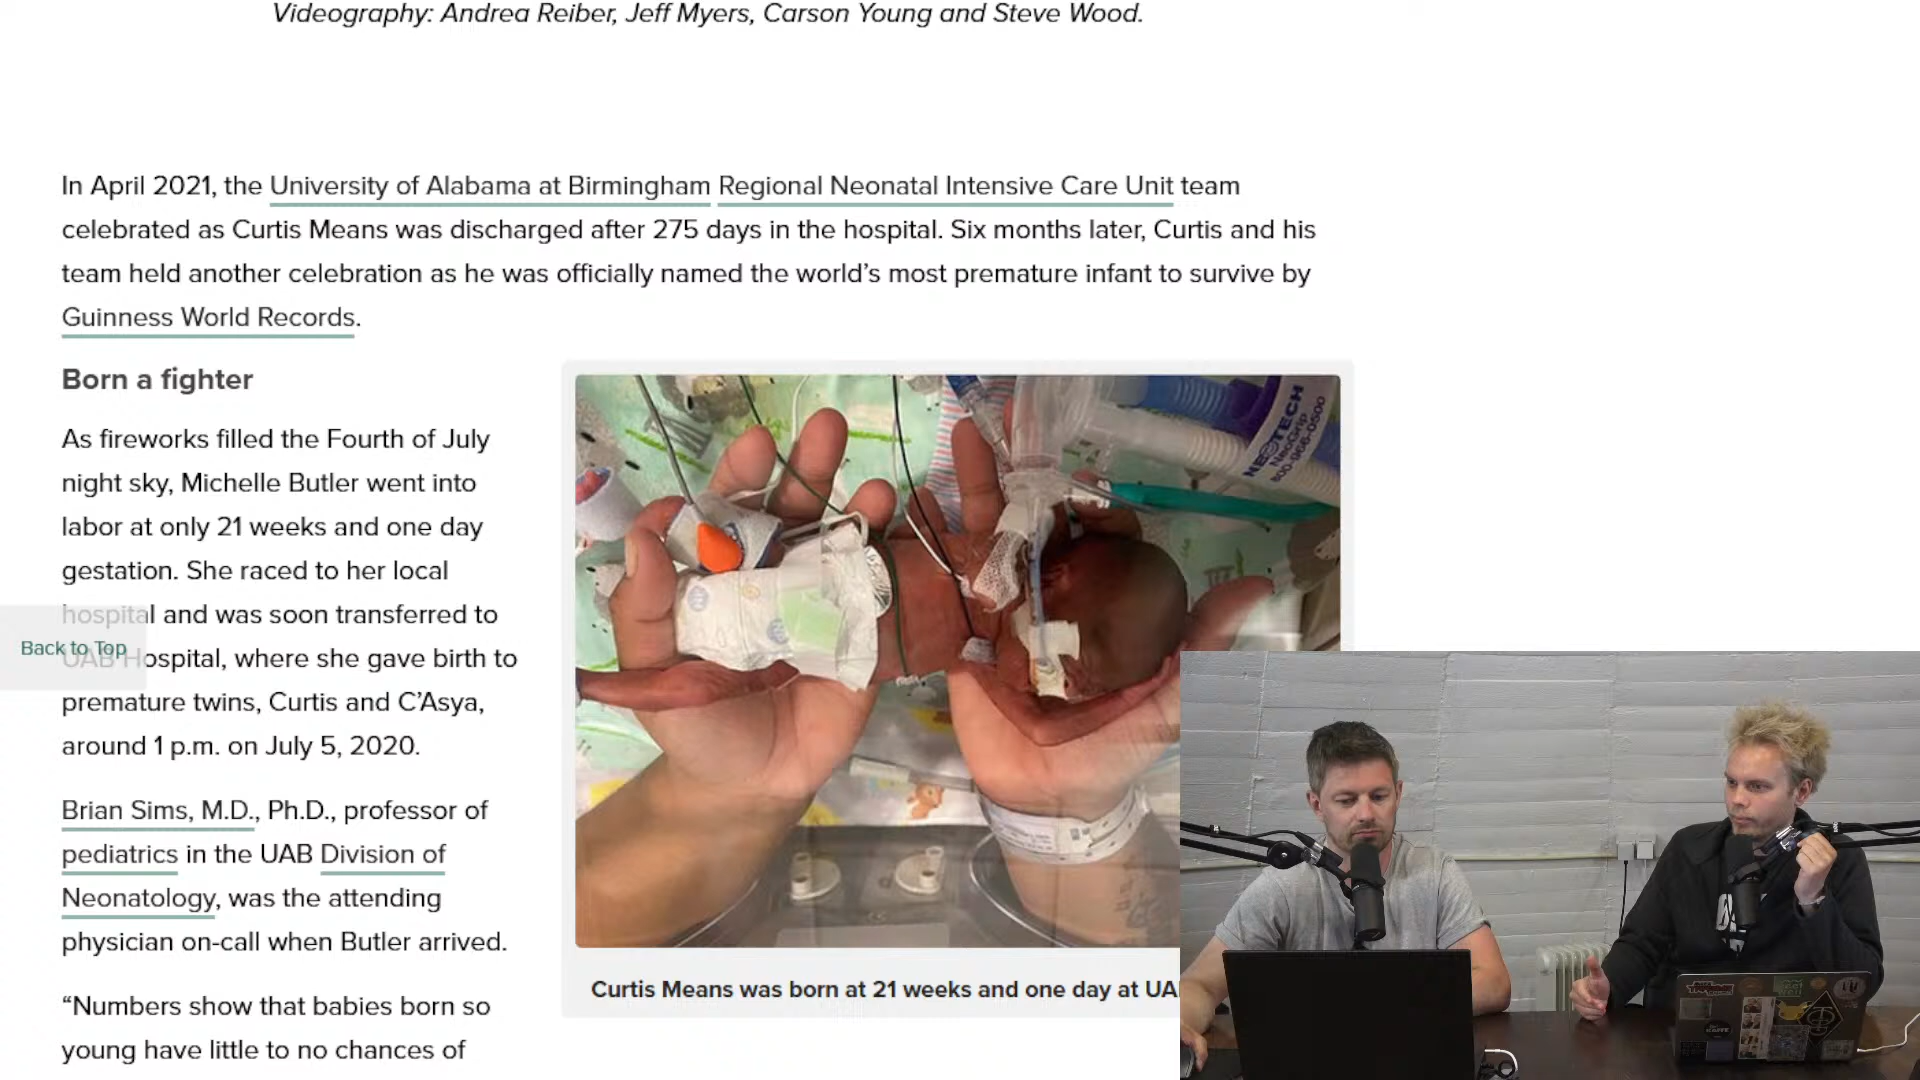 Videography: Andrea Reiber, Jeff Myers, Carson Young and Steve Wood.
In April 2021, the University of Alabama at Birmingham Regional Neonatal Intensive Care Unit team
celebrated as Curtis Means was discharged after 275 days in the hospital. Six months later, Curtis and his
team held another celebration as he was officially named the world’s most premature infant to survive by
Guinness World Records.
Born a fighter
As fireworks filled the Fourth of July
night sky, Michelle Butler went into
labor at only 21 weeks and one day
gestation. She raced to her local
hospital and was soon transferred to
Back to Top
UAB Hospital, where she gave birth to
premature twins, Curtis and C’Asya,
around 1 p.m. on July 5, 2020.
Brian Sims, M.D., Ph.D., professor of
pediatrics in the UAB Division of
Neonatology, was the attending
physician on-call when Butler arrived.
“Numbers show that babies born so
young have little to no chances of
NEOTECH
NeoGrip
800-966-0500
Curtis Means was born at 21 weeks and one day at UA